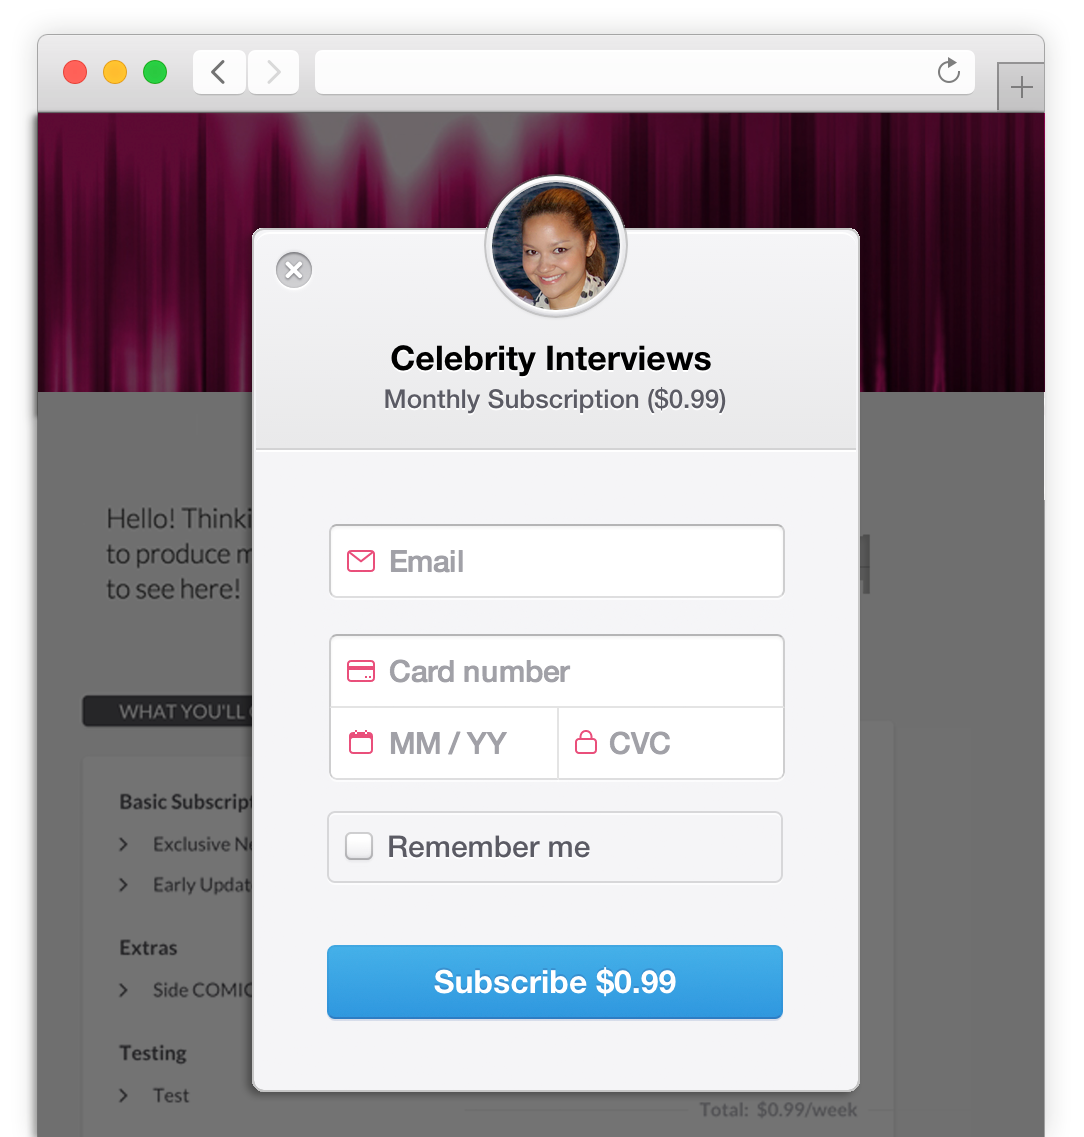 Celebrity Interviews
Monthly Subscription ($0.99)
Email
Card number
MM / YY
CVC
Remember me
Subscribe $0.99
Hello! Thinki
to produce m
to see here!
WHAT YOU'LL
Basic Subscript
Exclusive Ne
Early Updat
Extras
Side COMIC
Testing
Test
Total: $0.99/week